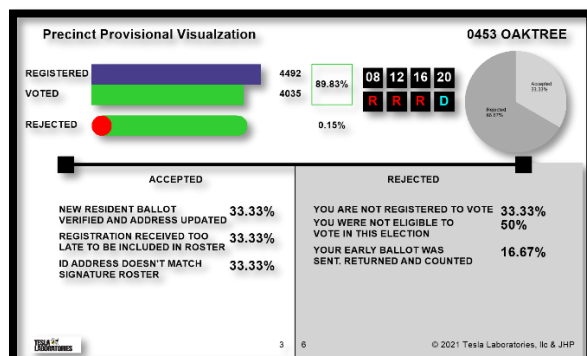 Precinct Provisional Visualzation
0453 OAKTREE
REGISTERED
4492
VOTED
4035
89.83%
08 12 16 20
R R R D
REJECTED
0.15%
Accepted
33.33%
Rejected
66.67%
ACCEPTED
NEW RESIDENT BALLOT
VERIFIED AND ADDRESS UPDATED
33.33%
REGISTRATION RECEIVED TOO
LATE TO BE INCLUDED IN ROSTER
33.33%
ID ADDRESS DOESN'T MATCH
SIGNATURE ROSTER
33.33%
REJECTED
YOU ARE NOT REGISTERED TO VOTE
33.33%
YOU WERE NOT ELIGIBLE TO
VOTE IN THIS ELECTION
50%
YOUR EARLY BALLOT WAS
SENT. RETURNED AND COUNTED
16.67%
TESLA
LABORATORIES
3
6
© 2021 Tesla Laboratories, llc & JHP